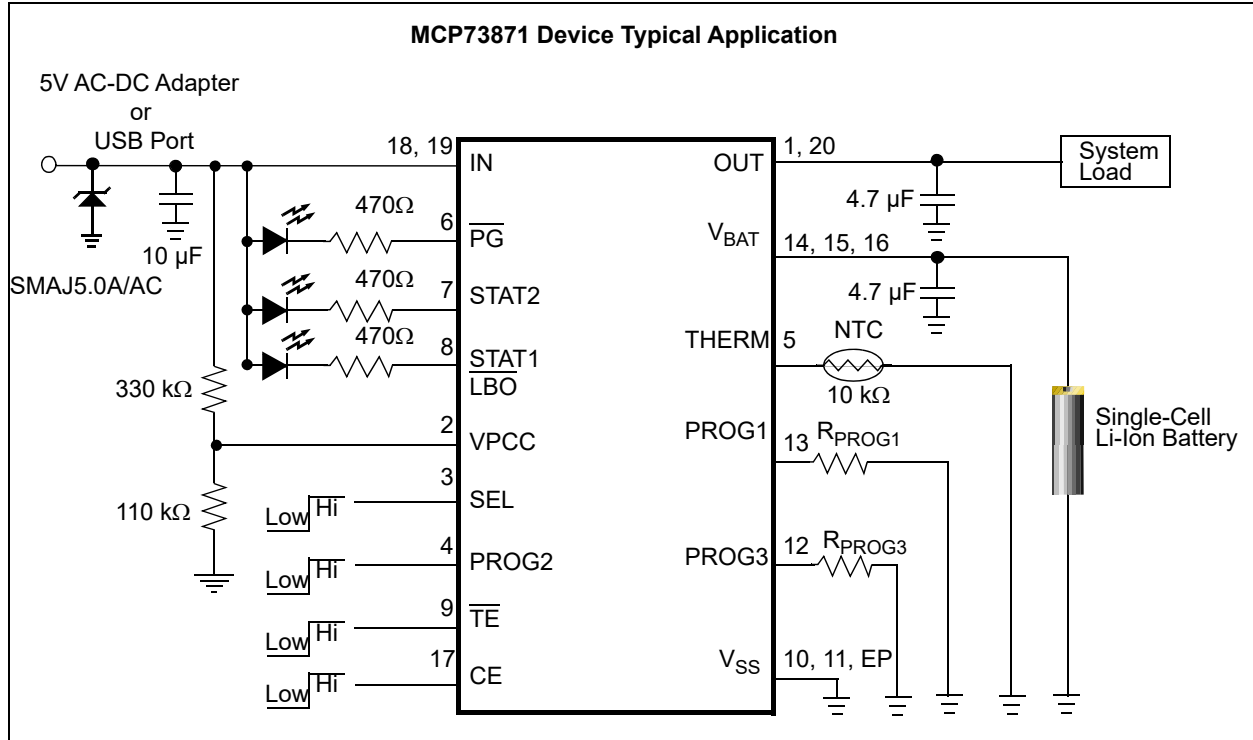 MCP73871 Device Typical Application
5V AC-DC Adapter
or
USB Port
18, 19
IN
OUT
1, 20
System
Load
470Ω
6
PG
4.7 µF
10 µF
SMAJ5.0A/AC
VBAT
14, 15, 16
470Ω
7
STAT2
4.7 µF
470Ω
8
STAT1
LBO
THERM
5
NTC
10 kΩ
330 kΩ
Single-Cell
Li-Ion Battery
2
VPCC
PROG1
13
RPROG1
110 kΩ
3
SEL
Low
Hi
4
PROG2
Low
Hi
PROG3
12
RPROG3
9
TE
Low
Hi
17
CE
Low
Hi
VSS
10, 11, EP